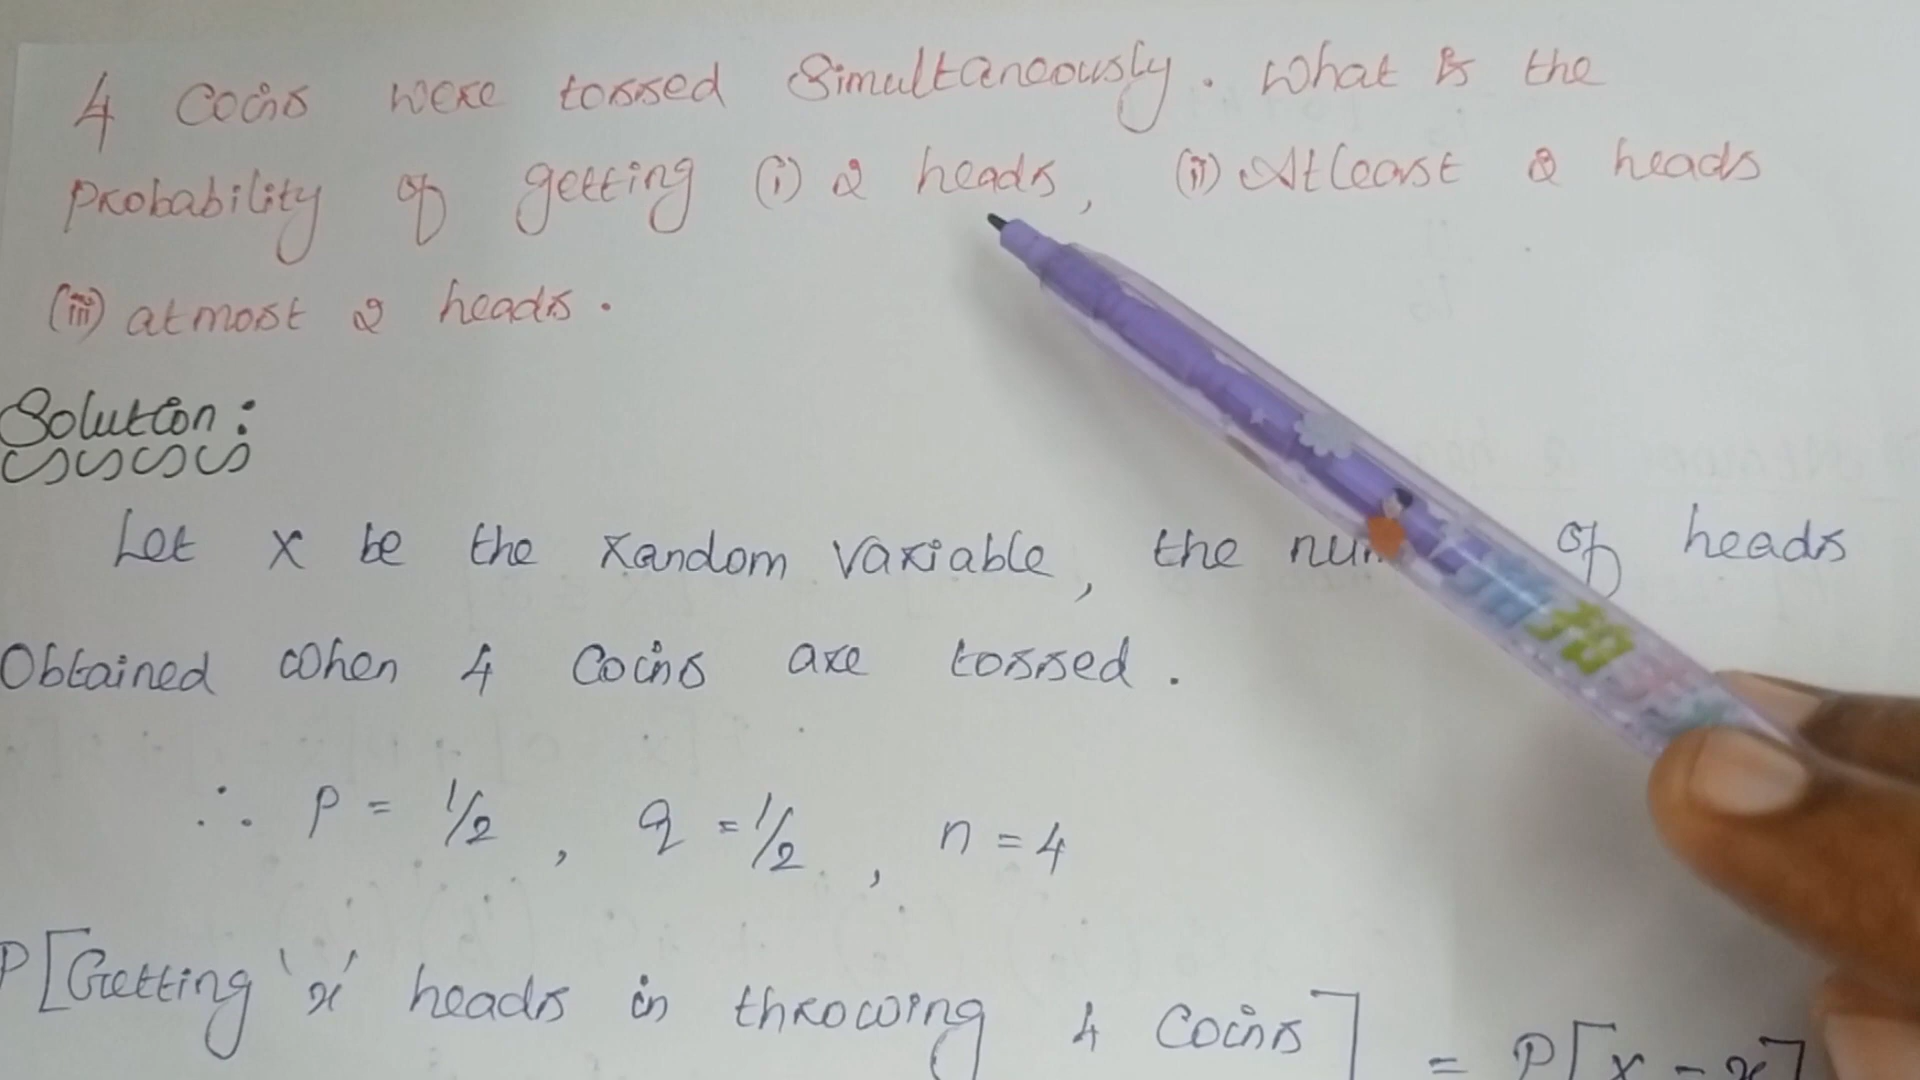 4 Coins were tossed Simultaneously. What is the
Probability of getting (i) 2 heads, (ii) Atleast 2 heads
(iii) atmost 2 heads.
Solution:
Let X be the random variable, the num of heads
Obtained when 4 Coins are tossed.
∴ p = 1/2, q = 1/2, n = 4
P[Getting 'x' heads in throwing 4 Coins] = P[X = x]